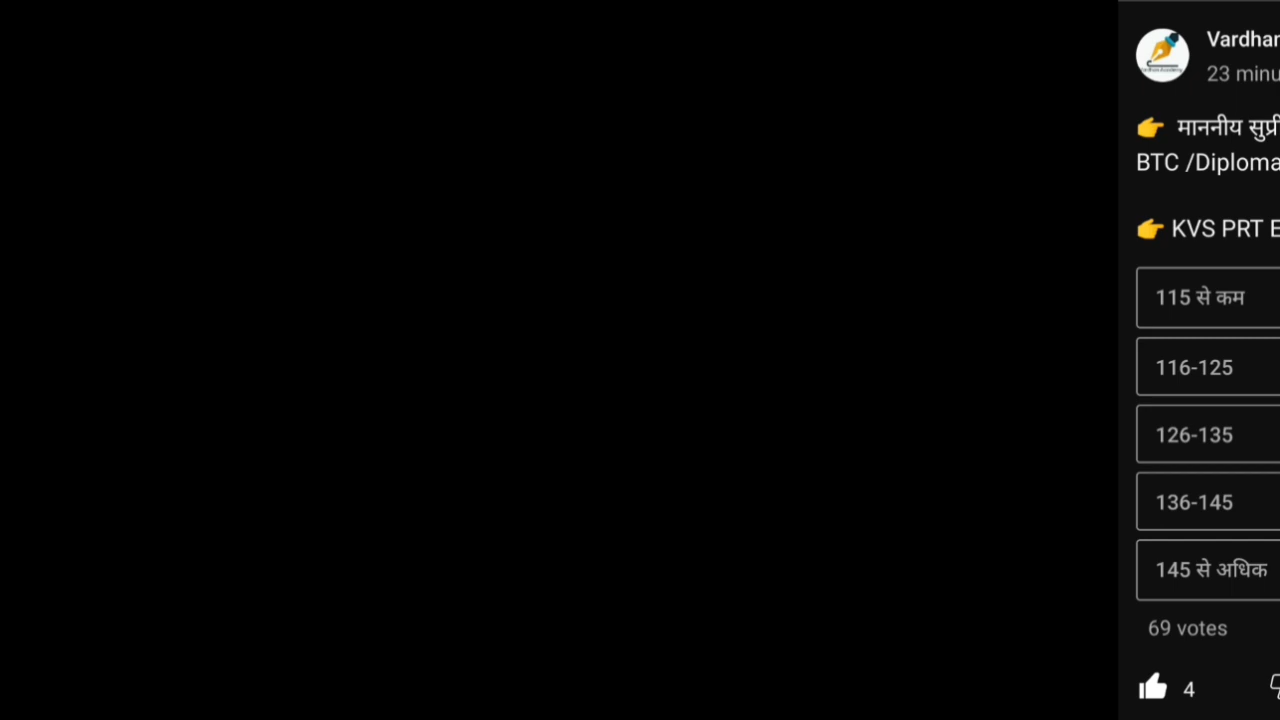 Vardhan
23 minu
👉 माननीय सुप्री
BTC /Diploma
👉 KVS PRT E
115 से कम
116-125
126-135
136-145
145 से अधिक
69 votes
4